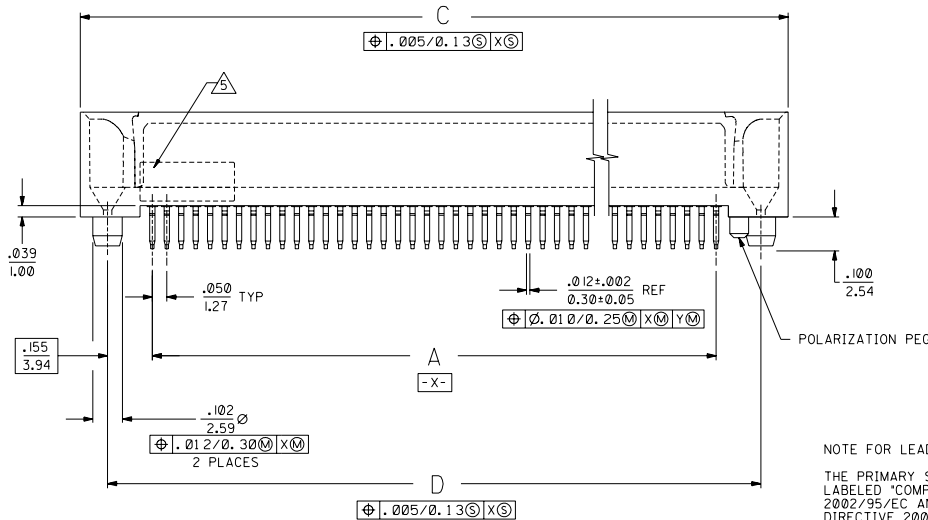 C
⌖ .005/0.13Ⓢ XⓈ
5
.039
1.00
.050
1.27 TYP
.012±.002
0.30±0.05 REF
⌖ Ø.010/0.25Ⓜ XⓂ YⓂ
.100
2.54
POLARIZATION PEG
.155
3.94
A
-X-
.102
2.59 Ø
⌖ .012/0.30Ⓜ XⓂ
2 PLACES
D
⌖ .005/0.13Ⓢ XⓈ
NOTE FOR LEAD
THE PRIMARY S
LABELED "COMP
2002/95/EC AN
DIRECTIVE 200